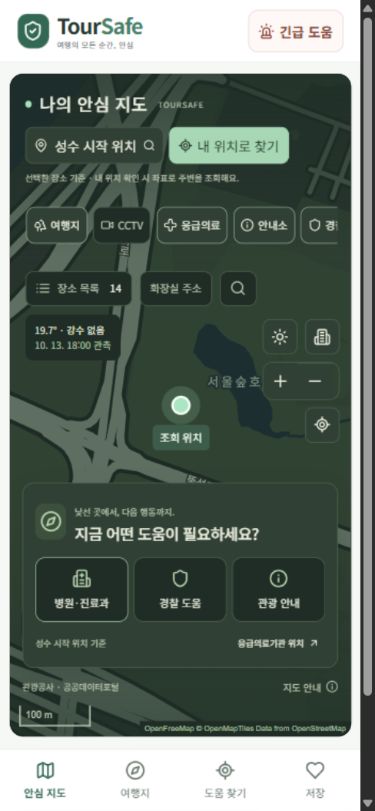 TourSafe
여행의 모든 순간, 안심
긴급 도움
나의 안심 지도 TOURSAFE
성수 시작 위치
내 위치로 찾기
선택한 장소 기준 · 내 위치 확인 시 좌표로 주변을 조회해요.
여행지
CCTV
응급의료
안내소
경
장소 목록 14
화장실 주소
19.7° · 강수 없음
10. 13. 18:00 관측
서울숲호
조회 위치
낯선 곳에서, 다음 행동까지.
지금 어떤 도움이 필요하세요?
병원·진료과
경찰 도움
관광 안내
성수 시작 위치 기준
응급의료기관 위치
관광공사 · 공공데이터포털
지도 안내
100 m
OpenFreeMap © OpenMapTiles Data from OpenStreetMap
안심 지도
여행지
도움 찾기
저장